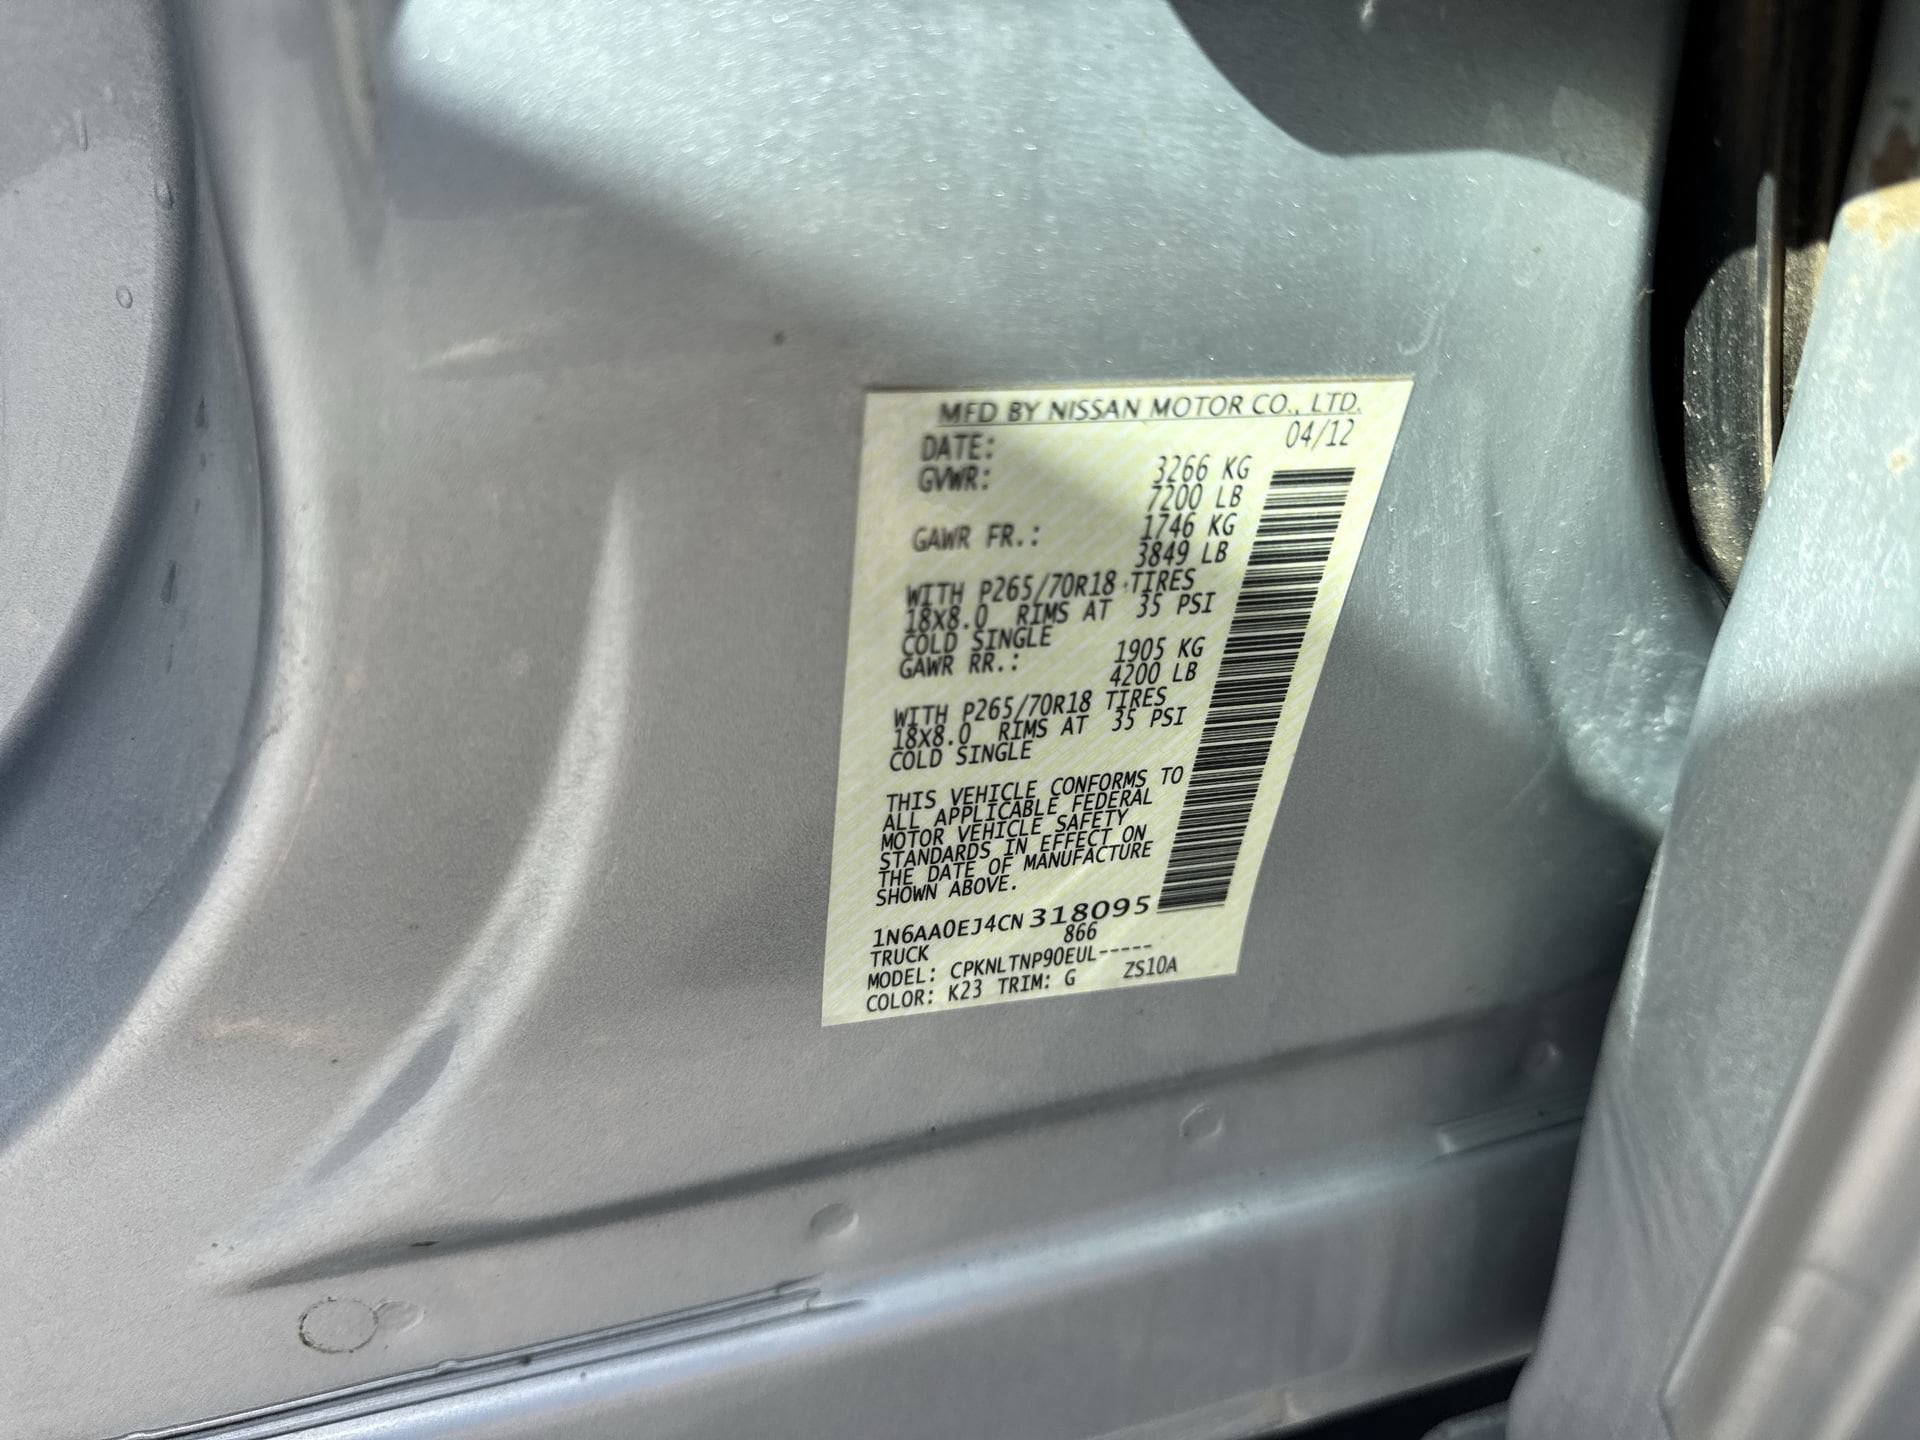 MFD BY NISSAN MOTOR CO., LTD.
DATE: 04/12
GVWR: 3266 KG
7200 LB
GAWR FR.: 1746 KG
3849 LB
WITH P265/70R18 TIRES
18X8.0 RIMS AT 35 PSI
COLD SINGLE
GAWR RR.: 1905 KG
4200 LB
WITH P265/70R18 TIRES
18X8.0 RIMS AT 35 PSI
COLD SINGLE
THIS VEHICLE CONFORMS TO
ALL APPLICABLE FEDERAL
MOTOR VEHICLE SAFETY
STANDARDS IN EFFECT ON
THE DATE OF MANUFACTURE
SHOWN ABOVE.
1N6AA0EJ4CN 318095
TRUCK 866
MODEL: CPKNLTNP90EUL-----
COLOR: K23 TRIM: G ZS10A